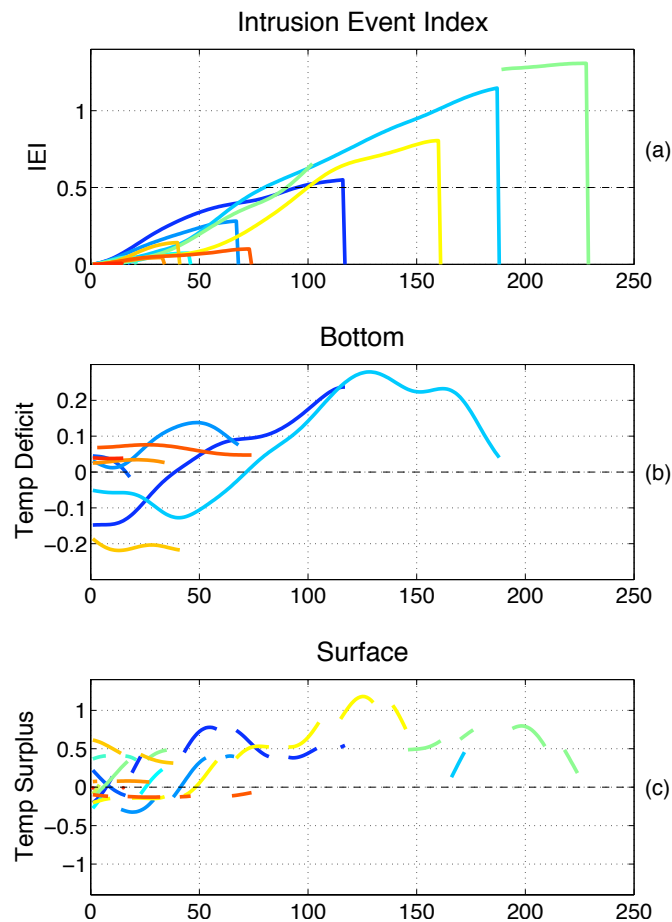 Intrusion Event Index
IEI
1
0.5
0
0 50 100 150 200 250
(a)
Bottom
Temp Deficit
0.2
0.1
0
−0.1
−0.2
0 50 100 150 200 250
(b)
Surface
Temp Surplus
1
0.5
0
−0.5
−1
0 50 100 150 200 250
(c)